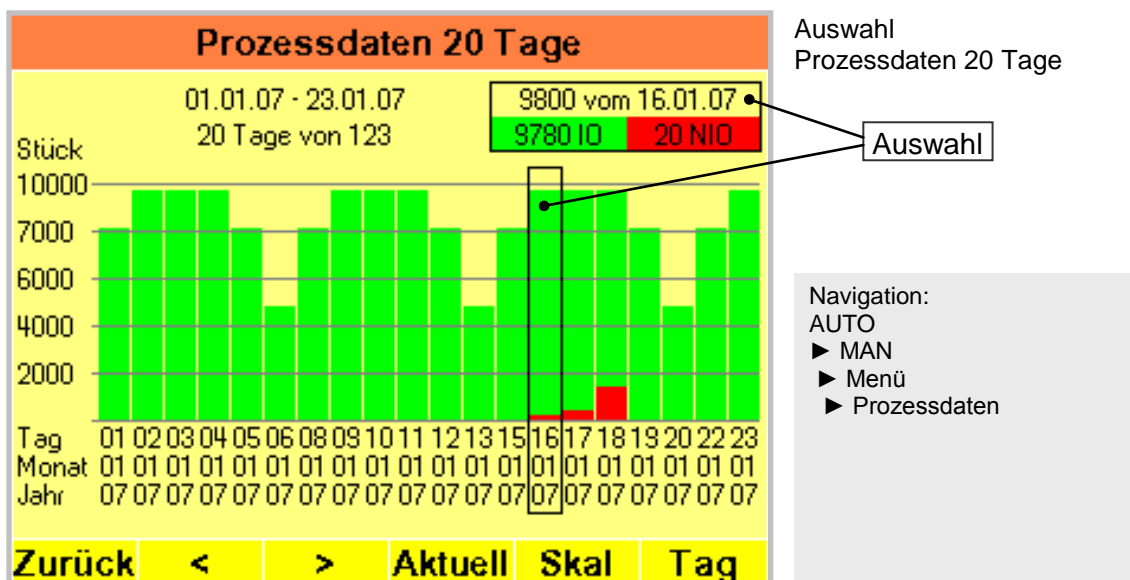 Prozessdaten 20 Tage
01.01.07 - 23.01.07
20 Tage von 123
9800 vom 16.01.07
9780 IO 20 NIO
Stück
10000
7000
6000
4000
2000
Tag 01 02 03 04 05 06 08 09 10 11 12 13 15 16 17 18 19 20 22 23
Monat 01 01 01 01 01 01 01 01 01 01 01 01 01 01 01 01 01 01 01 01
Jahr 07 07 07 07 07 07 07 07 07 07 07 07 07 07 07 07 07 07 07 07
Zurück < > Aktuell Skal Tag
Auswahl
Prozessdaten 20 Tage
Auswahl
Navigation:
AUTO
► MAN
► Menü
► Prozessdaten